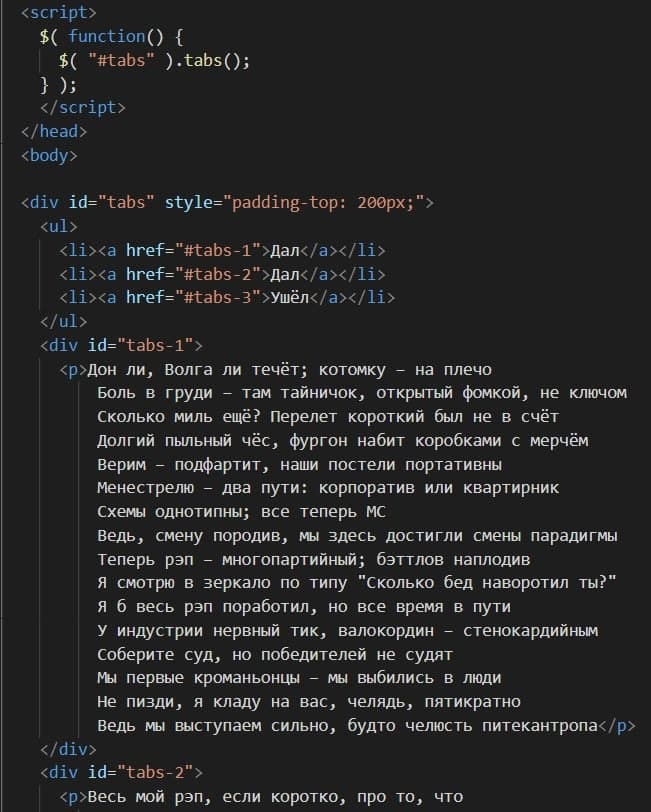 <script>
$( function() {
$( "#tabs" ).tabs();
} );
</script>
</head>
<body>
<div id="tabs" style="padding-top: 200px;">
<ul>
<li><a href="#tabs-1">Дал</a></li>
<li><a href="#tabs-2">Дал</a></li>
<li><a href="#tabs-3">Ушёл</a></li>
</ul>
<div id="tabs-1">
<p>Дон ли, Волга ли течёт; котомку – на плечо
Боль в груди – там тайничок, открытый фомкой, не ключом
Сколько миль ещё? Перелет короткий был не в счёт
Долгий пыльный чёс, фургон набит коробками с мерчём
Верим – подфартит, наши постели портативны
Менестрелю – два пути: корпоратив или квартирник
Схемы однотипны; все теперь MC
Ведь, смену породив, мы здесь достигли смены парадигмы
Теперь рэп – многопартийный; бэттлов наплодив
Я смотрю в зеркало по типу "Сколько бед наворотил ты?"
Я б весь рэп поработил, но все время в пути
У индустрии нервный тик, валокордин – стенокардийным
Соберите суд, но победителей не судят
Мы первые кроманьонцы – мы выбились в люди
Не пизди, я кладу на вас, челядь, пятикратно
Ведь мы выступаем сильно, будто челюсть питекантропа</p>
</div>
<div id="tabs-2">
<p>Весь мой рэп, если коротко, про то, что